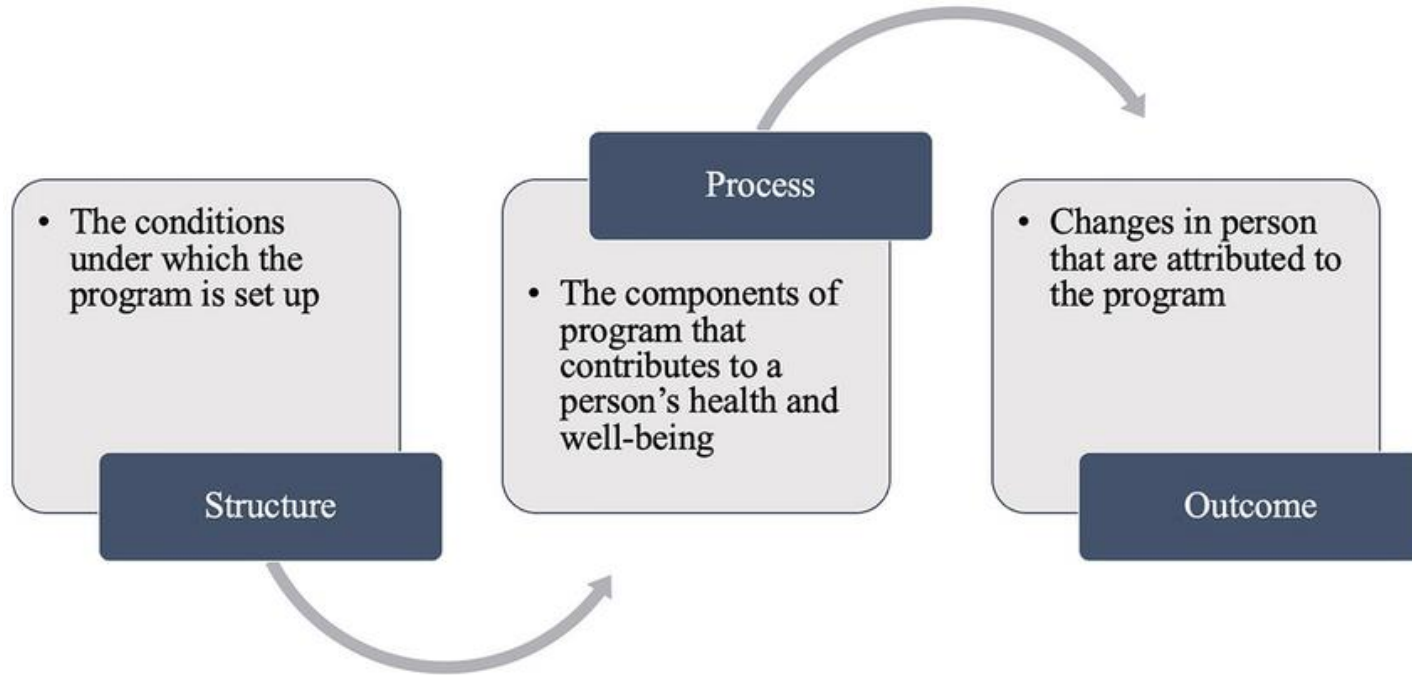 • The conditions
under which the
program is set up
Structure
Process
• The components of
program that
contributes to a
person’s health and
well-being
• Changes in person
that are attributed to
the program
Outcome